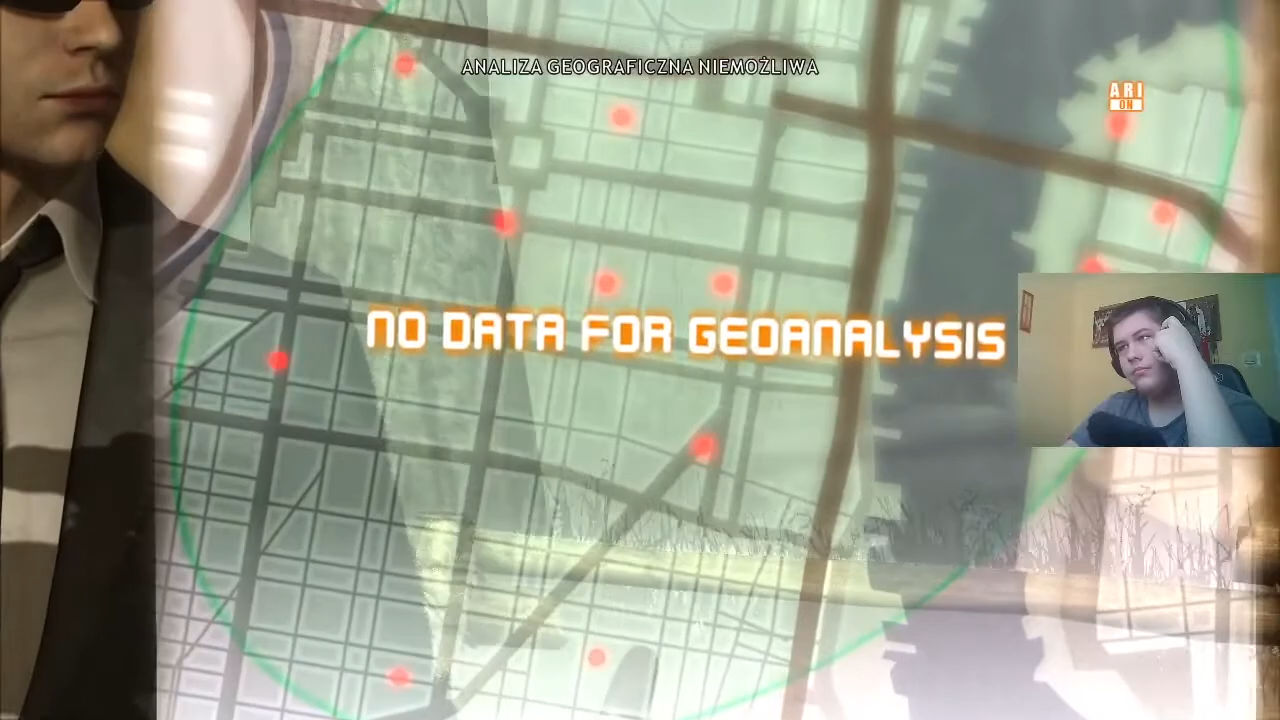 ANALIZA GEOGRAFICZNA NIEMOŻLIWA
ARI
ON
NO DATA FOR GEOANALYSIS